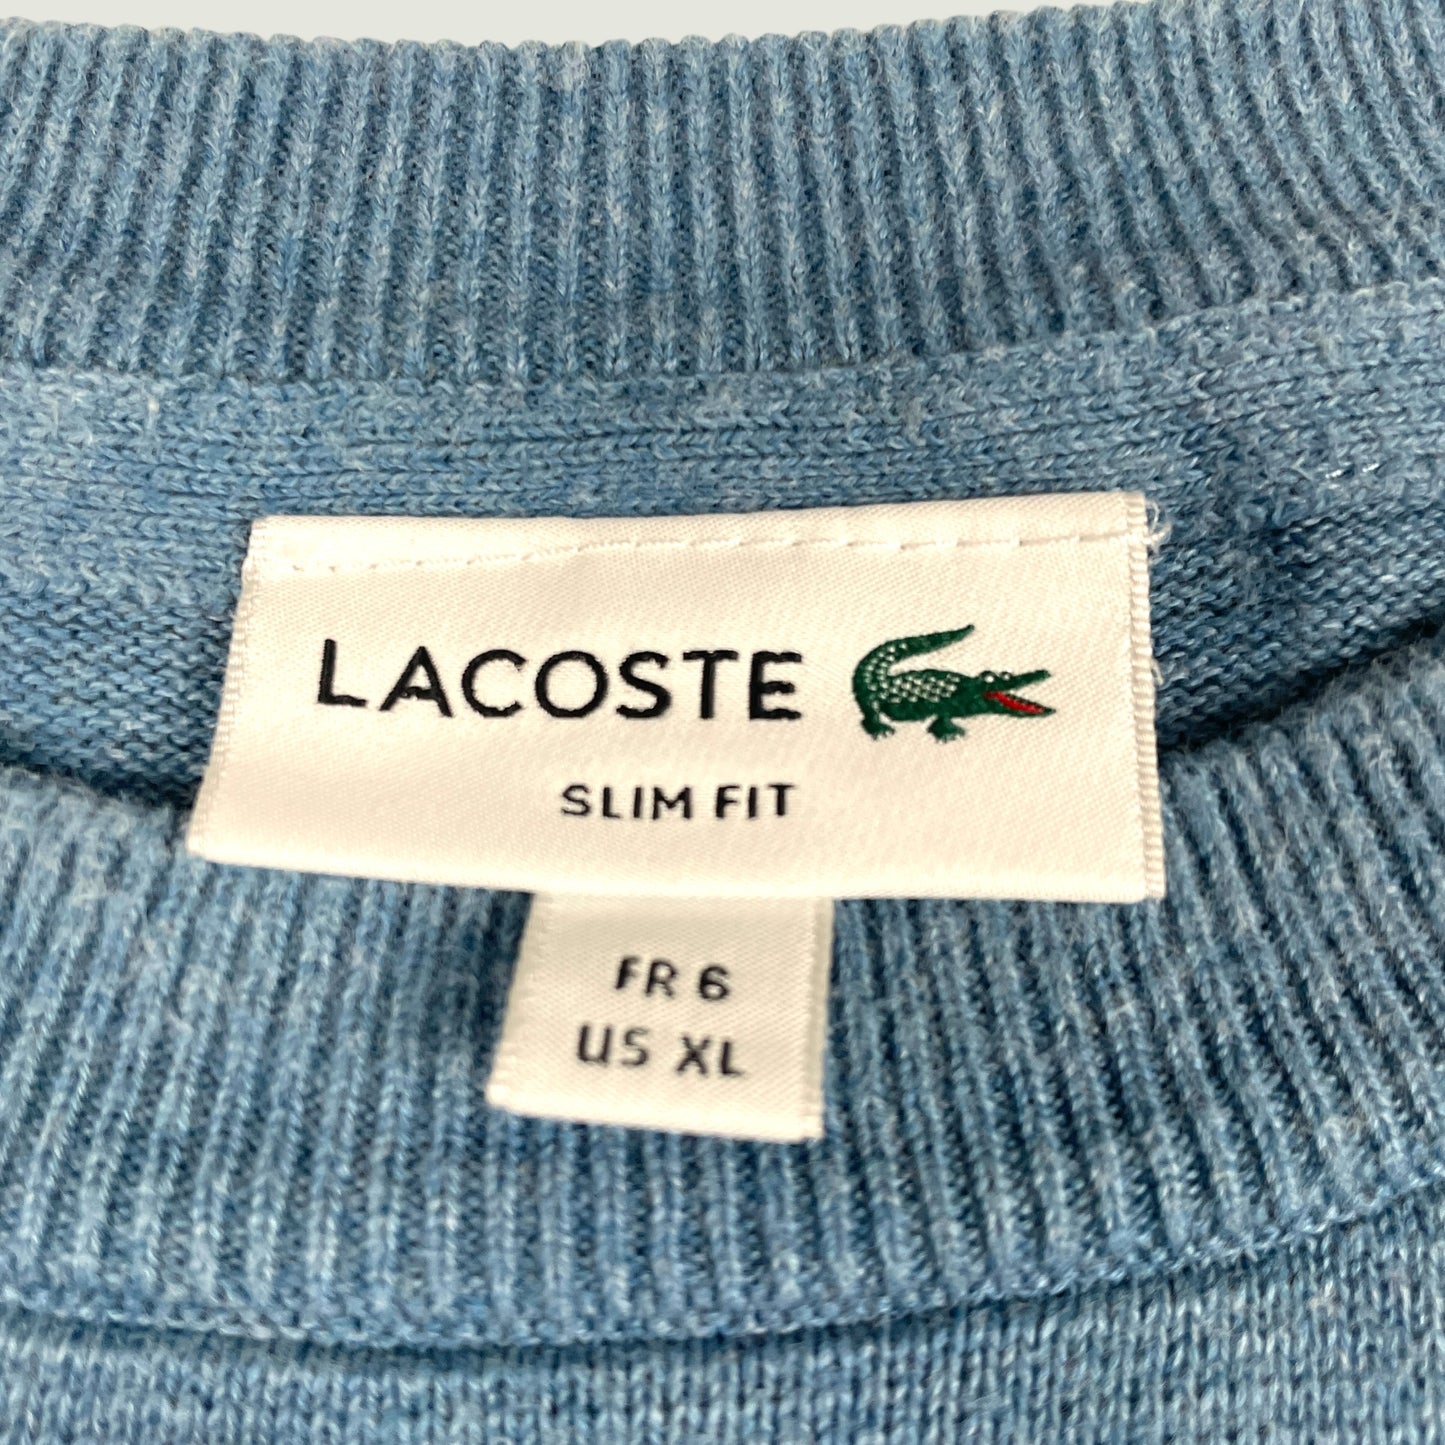 LACOSTE
SLIM FIT
FR 6
US XL